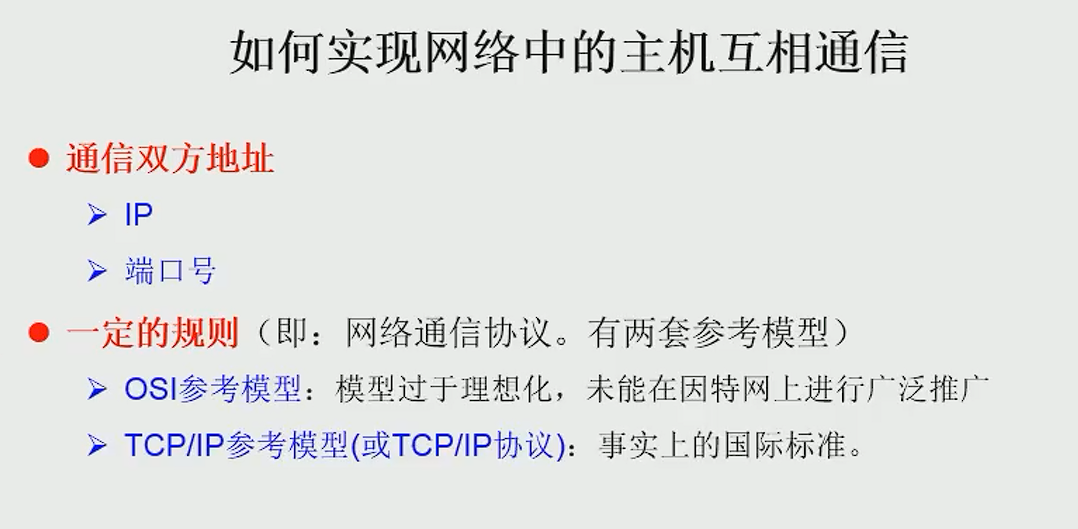 如何实现网络中的主机互相通信
通信双方地址
IP
端口号
一定的规则（即：网络通信协议。有两套参考模型）
OSI参考模型：模型过于理想化，未能在因特网上进行广泛推广
TCP/IP参考模型(或TCP/IP协议)：事实上的国际标准。